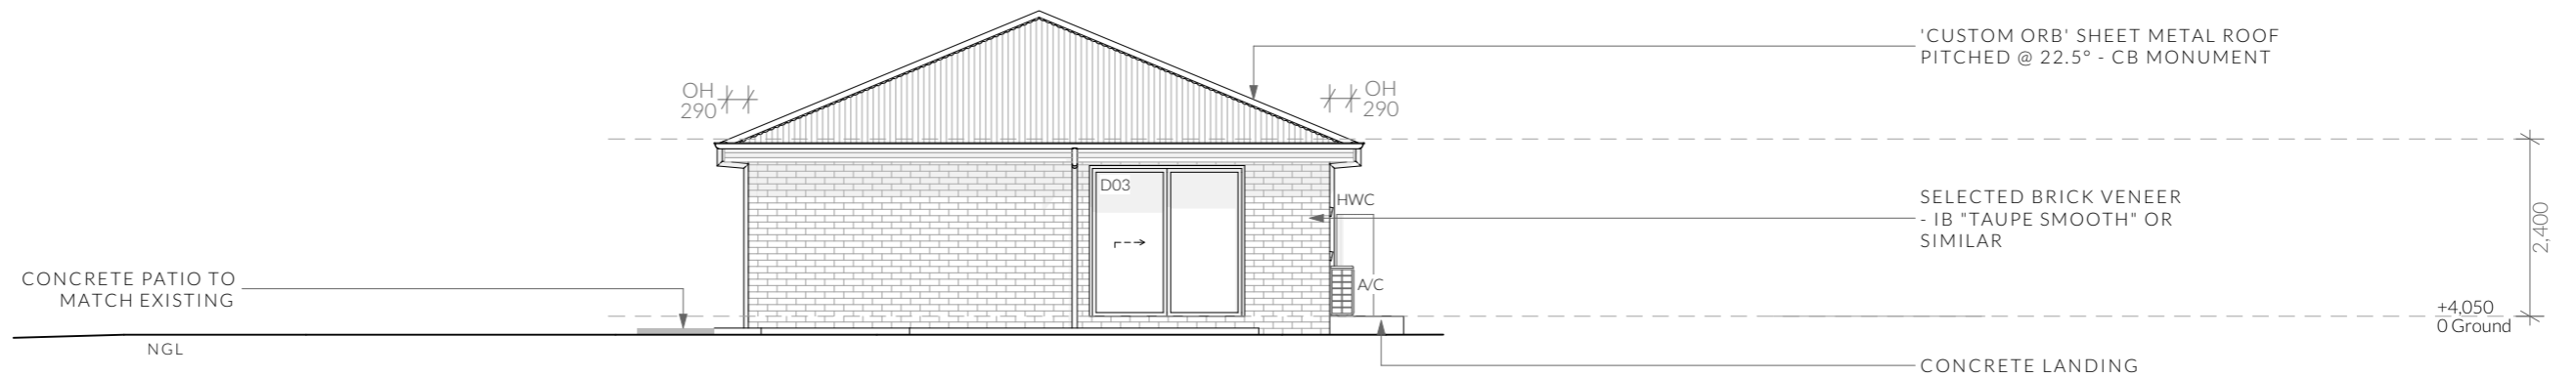 'CUSTOM ORB' SHEET METAL ROOF
PITCHED @ 22.5° - CB MONUMENT
OH
290
OH
290
D03
HWC
SELECTED BRICK VENEER
- IB "TAUPE SMOOTH" OR
SIMILAR
2,400
CONCRETE PATIO TO
MATCH EXISTING
A/C
+4,050
0 Ground
NGL
CONCRETE LANDING